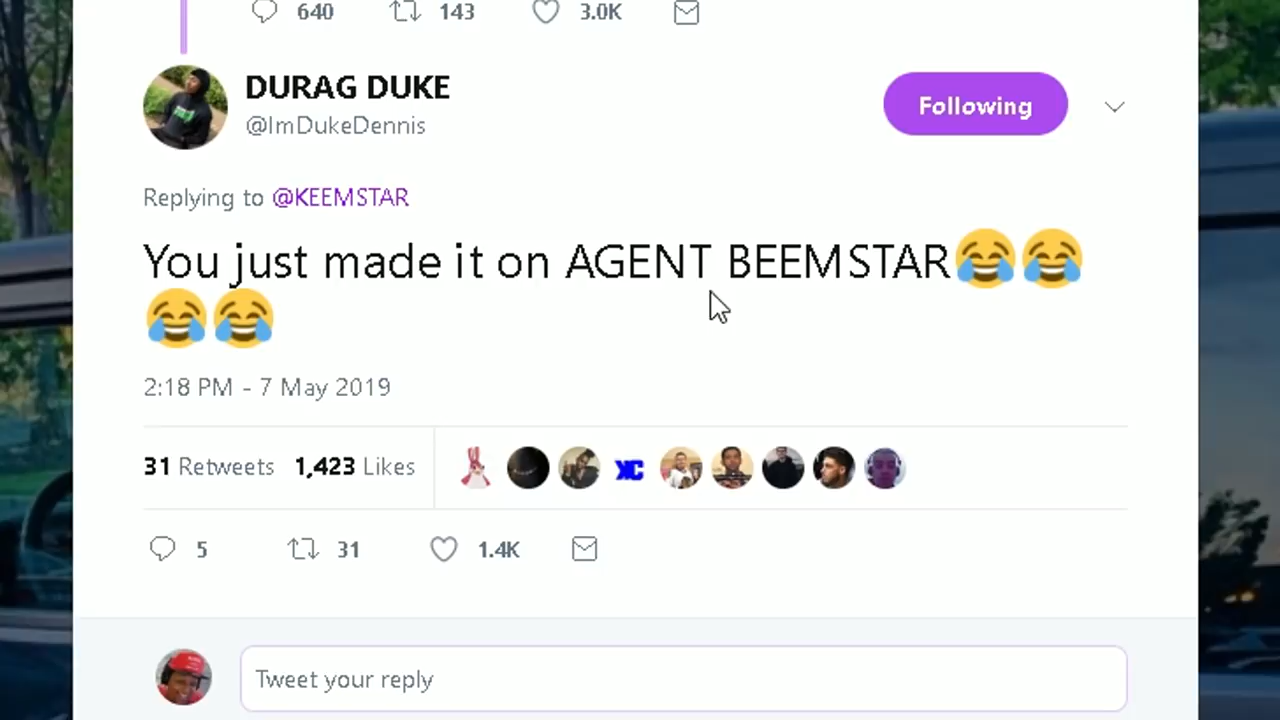 640 143 3.0K
DURAG DUKE
@ImDukeDennis
Following
Replying to @KEEMSTAR
You just made it on AGENT BEEMSTAR😂😂
😂😂
2:18 PM - 7 May 2019
31 Retweets 1,423 Likes
XC
5 31 1.4K
Tweet your reply